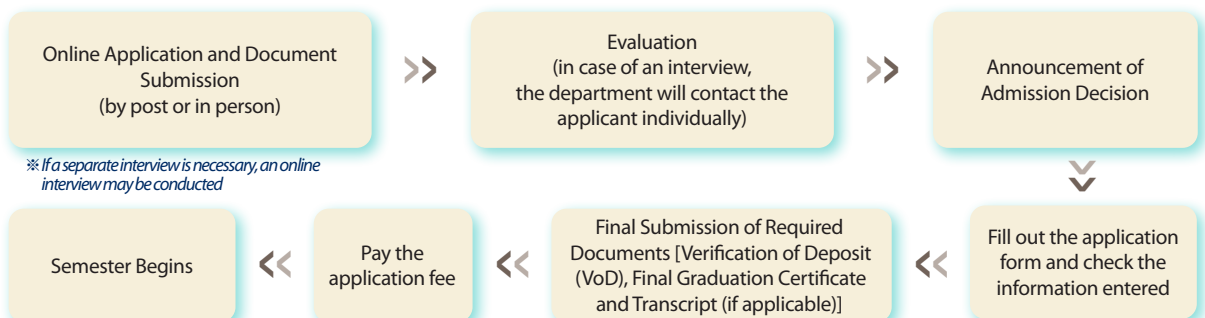 Online Application and Document
Submission
(by post or in person)
Evaluation
(in case of an interview,
the department will contact the
applicant individually)
Announcement of
Admission Decision
※ If a separate interview is necessary, an online
interview may be conducted
Fill out the application
form and check the
information entered
Final Submission of Required
Documents [Verification of Deposit
(VoD), Final Graduation Certificate
and Transcript (if applicable)]
Pay the
application fee
Semester Begins